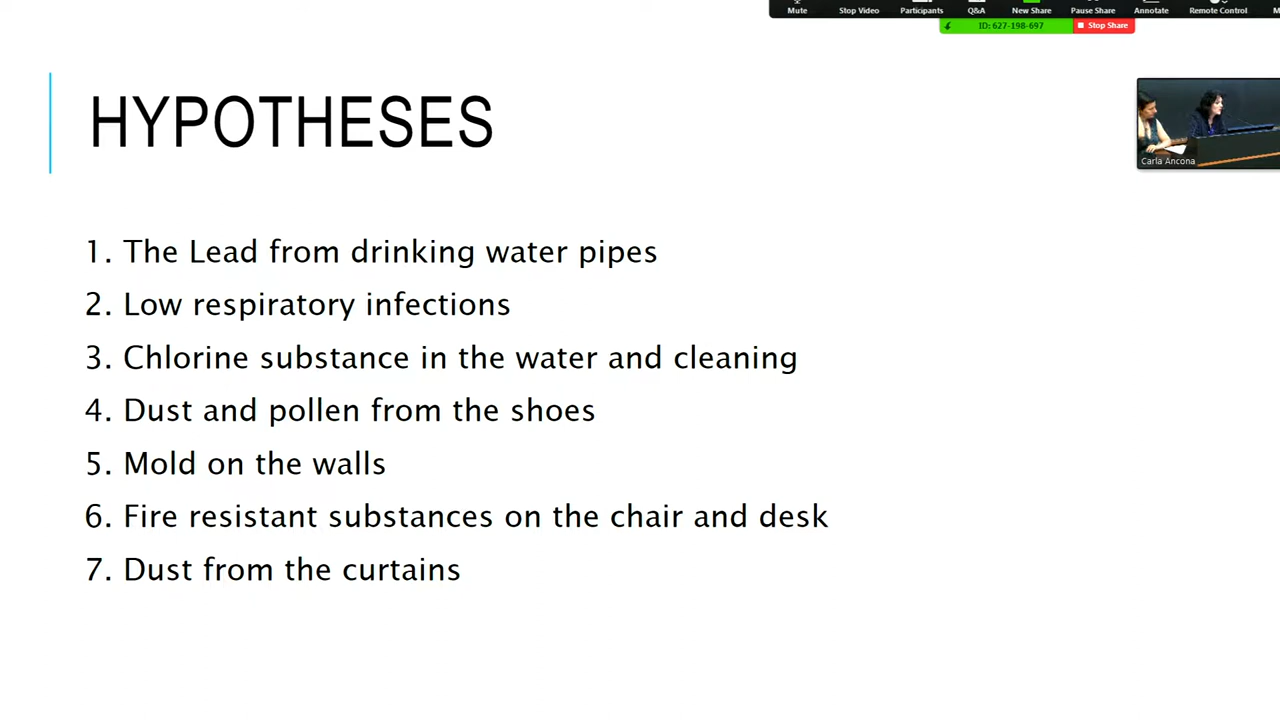 Mute
Stop Video
Participants
Q&A
New Share
Pause Share
Annotate
Remote Control
ID: 627-198-697
Stop Share
HYPOTHESES
Carla Ancona
1. The Lead from drinking water pipes
2. Low respiratory infections
3. Chlorine substance in the water and cleaning
4. Dust and pollen from the shoes
5. Mold on the walls
6. Fire resistant substances on the chair and desk
7. Dust from the curtains